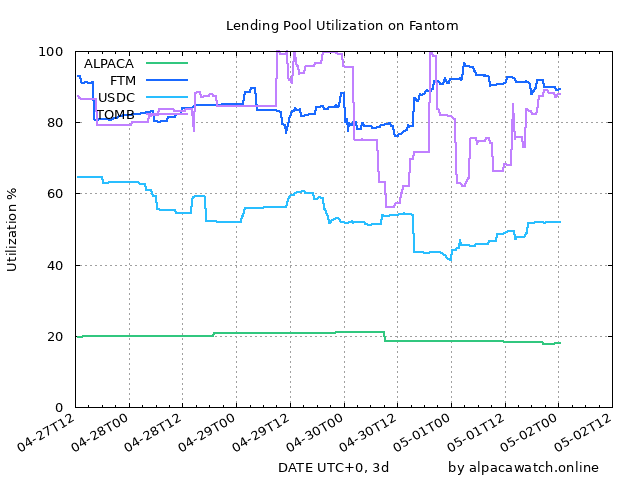 Lending Pool Utilization on Fantom
100
80
60
40
20
0
Utilization %
ALPACA
FTM
USDC
TOMB
04-27T12
04-28T00
04-28T12
04-29T00
04-29T12
04-30T00
04-30T12
05-01T00
05-01T12
05-02T00
05-02T12
DATE UTC+0, 3d
by alpacawatch.online